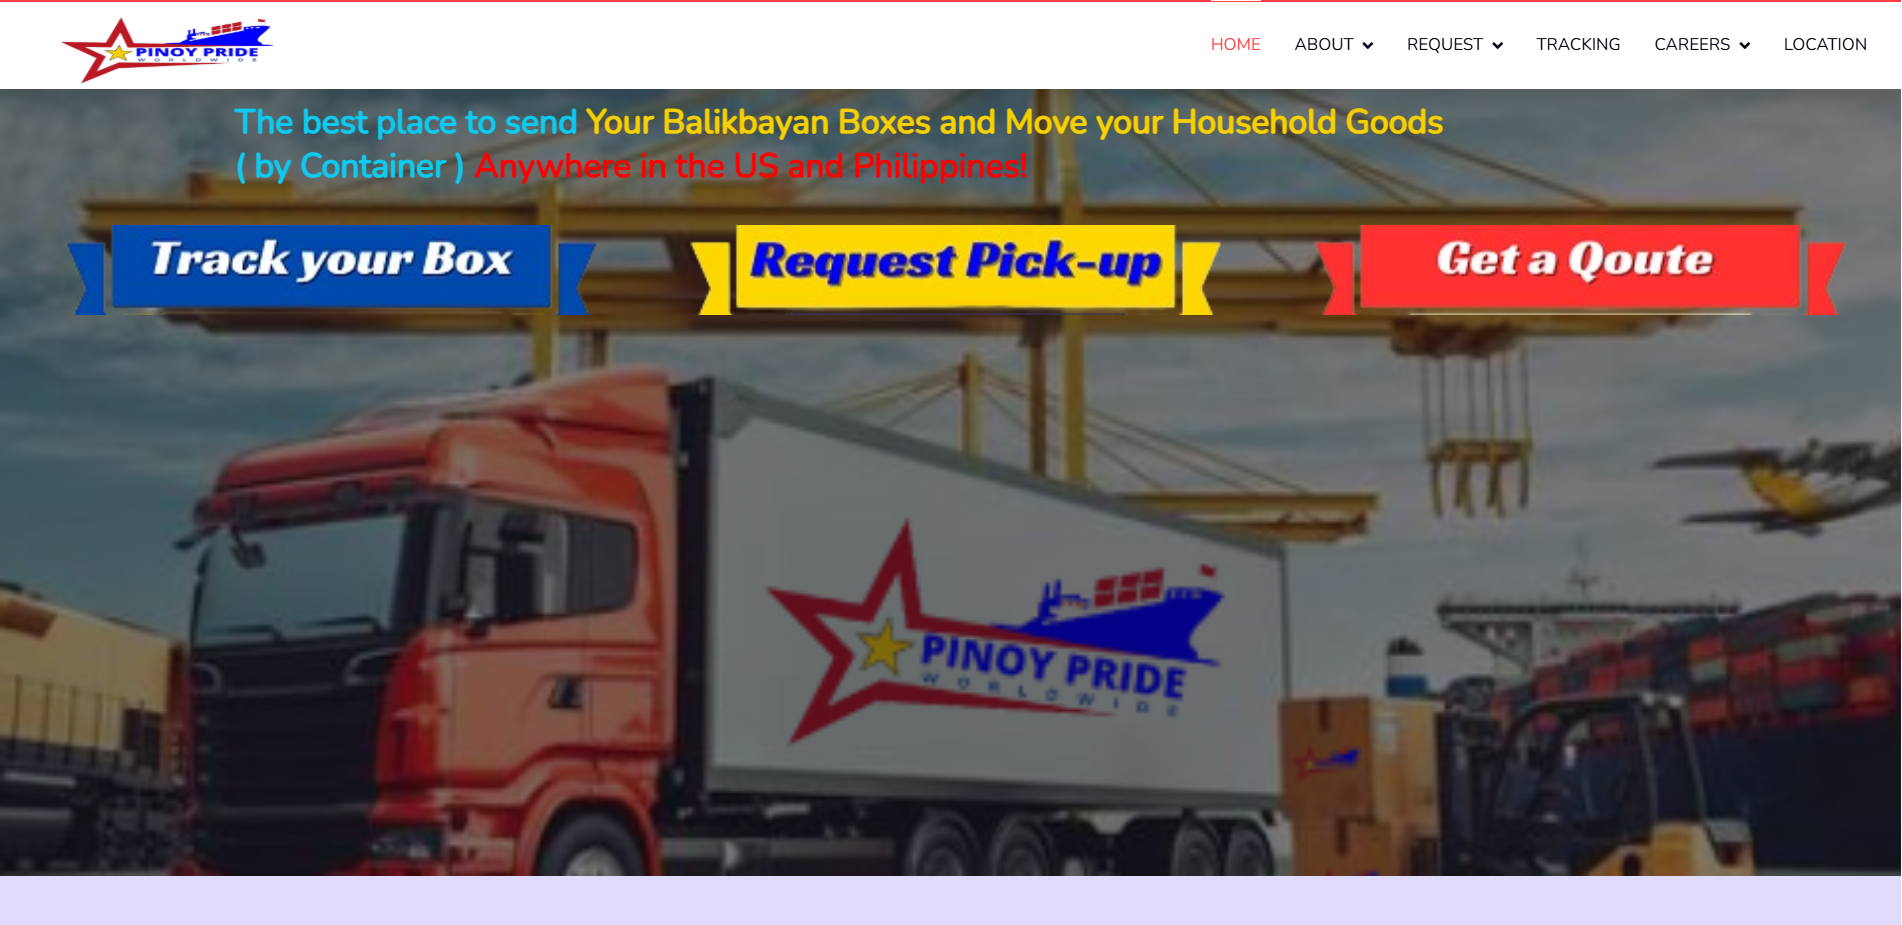 PINOY PRIDE
WORLDWIDE
HOME ABOUT REQUEST TRACKING CAREERS LOCATION
The best place to send Your Balikbayan Boxes and Move your Household Goods
( by Container ) Anywhere in the US and Philippines!
Track your Box Request Pick-up Get a Qoute
PINOY PRIDE
WORLDWIDE